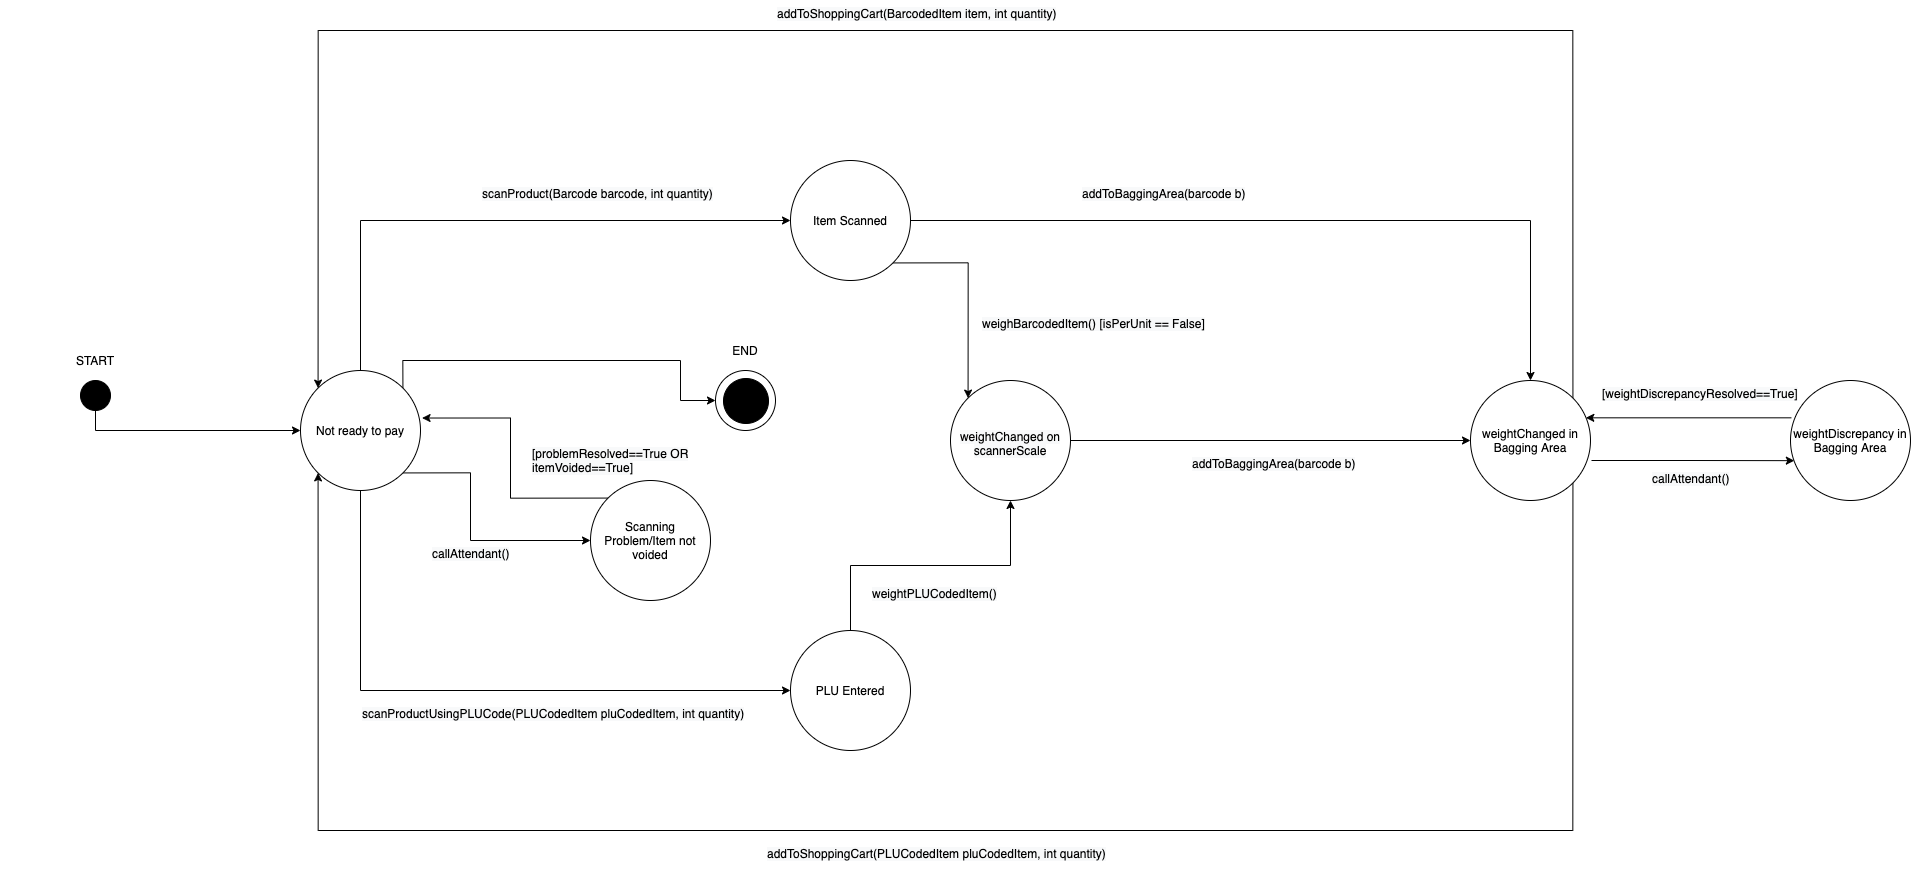 addToShoppingCart(BarcodedItem item, int quantity)
scanProduct(Barcode barcode, int quantity)
addToBaggingArea(barcode b)
Item Scanned
weighBarcodedItem() [isPerUnit == False]
START
END
[weightDiscrepancyResolved==True]
Not ready to pay
weightChanged on
scannerScale
weightChanged in
Bagging Area
weightDiscrepancy in
Bagging Area
[problemResolved==True OR
itemVoided==True]
addToBaggingArea(barcode b)
callAttendant()
Scanning
Problem/Item not
voided
callAttendant()
weightPLUCodedItem()
PLU Entered
scanProductUsingPLUCode(PLUCodedItem pluCodedItem, int quantity)
addToShoppingCart(PLUCodedItem pluCodedItem, int quantity)